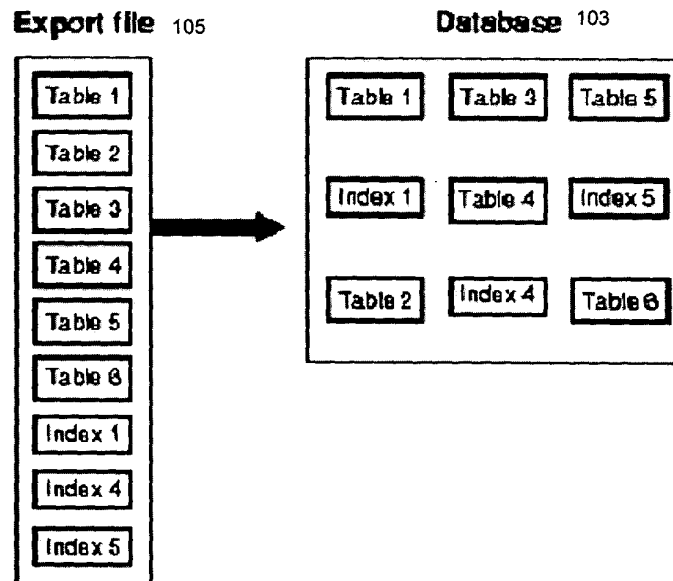 Export file 105
Table 1
Table 2
Table 3
Table 4
Table 5
Table 6
Index 1
Index 4
Index 5
Database 103
Table 1 Table 3 Table 5
Index 1 Table 4 Index 5
Table 2 Index 4 Table 6